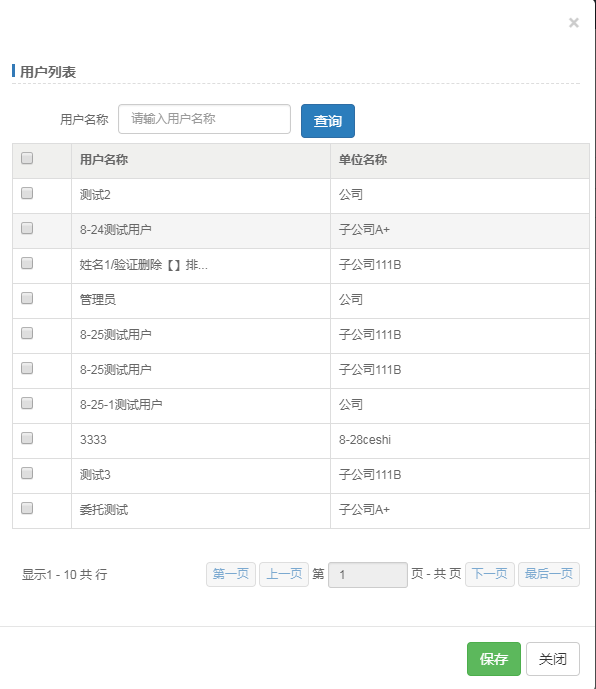 ×
用户列表
用户名称 请输入用户名称 查询
用户名称 单位名称
测试2 公司
8-24测试用户 子公司A+
姓名1/验证删除【】排... 子公司111B
管理员 公司
8-25测试用户 子公司111B
8-25测试用户 子公司111B
8-25-1测试用户 公司
3333 8-28ceshi
测试3 子公司111B
委托测试 子公司A+
显示1 - 10 共 行 第一页 上一页 第 1 页 - 共 页 下一页 最后一页
保存 关闭